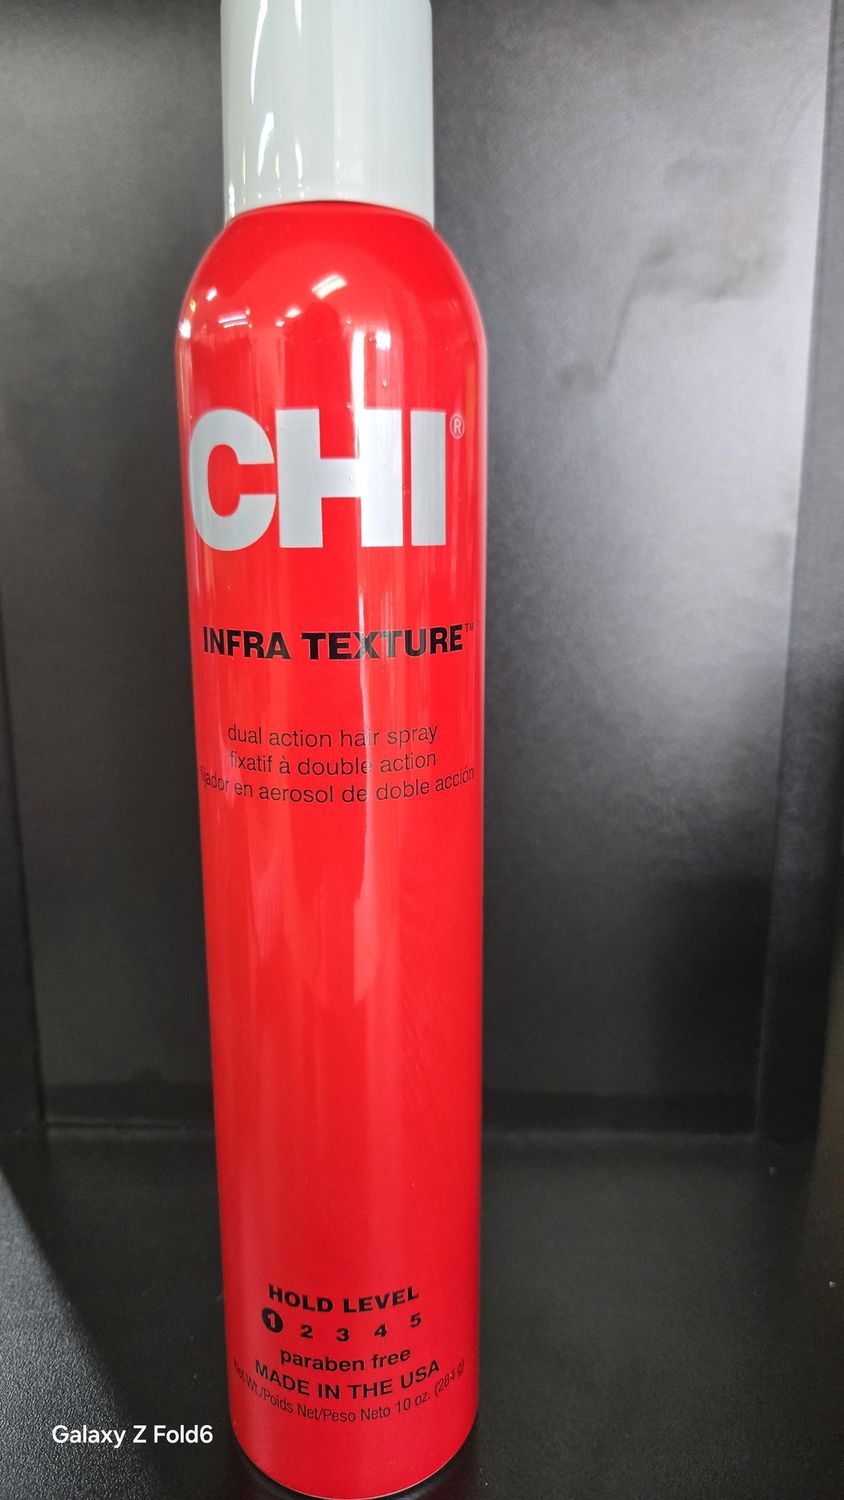 CHI®
INFRA TEXTURE™
dual action hair spray
fixatif à double action
fijador en aerosol de doble acción
HOLD LEVEL
1 2 3 4 5
paraben free
MADE IN THE USA
Net Wt./Poids Net/Peso Neto 10 oz. (284 g)
Galaxy Z Fold6